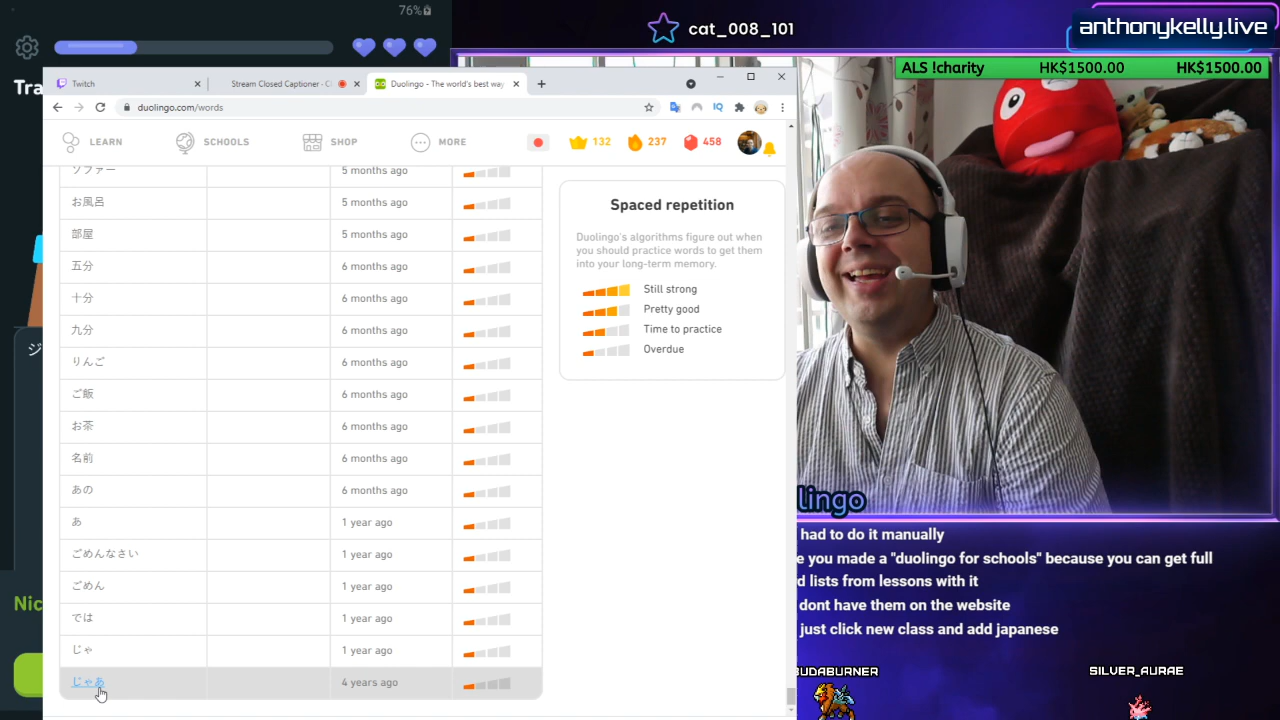 76%
cat_008_101
anthonykelly.live
Tra
Twitch
Stream Closed Captioner - C
Duolingo - The world's best way
ALS !charity HK$1500.00 HK$1500.00
duolingo.com/words
LEARN SCHOOLS SHOP MORE 132 237 458
ソファー 5 months ago
お風呂 5 months ago
部屋 5 months ago
五分 6 months ago
十分 6 months ago
九分 6 months ago
りんご 6 months ago
ご飯 6 months ago
お茶 6 months ago
名前 6 months ago
あの 6 months ago
あ 1 year ago
ごめんなさい 1 year ago
ごめん 1 year ago
では 1 year ago
じゃ 1 year ago
じゃあ 4 years ago
Spaced repetition
Duolingo's algorithms figure out when
you should practice words to get them
into your long-term memory.
Still strong
Pretty good
Time to practice
Overdue
ジ
Nic
lingo
had to do it manually
e you made a "duolingo for schools" because you can get full
d lists from lessons with it
dont have them on the website
just click new class and add japanese
UDABURNER
SILVER_AURAE